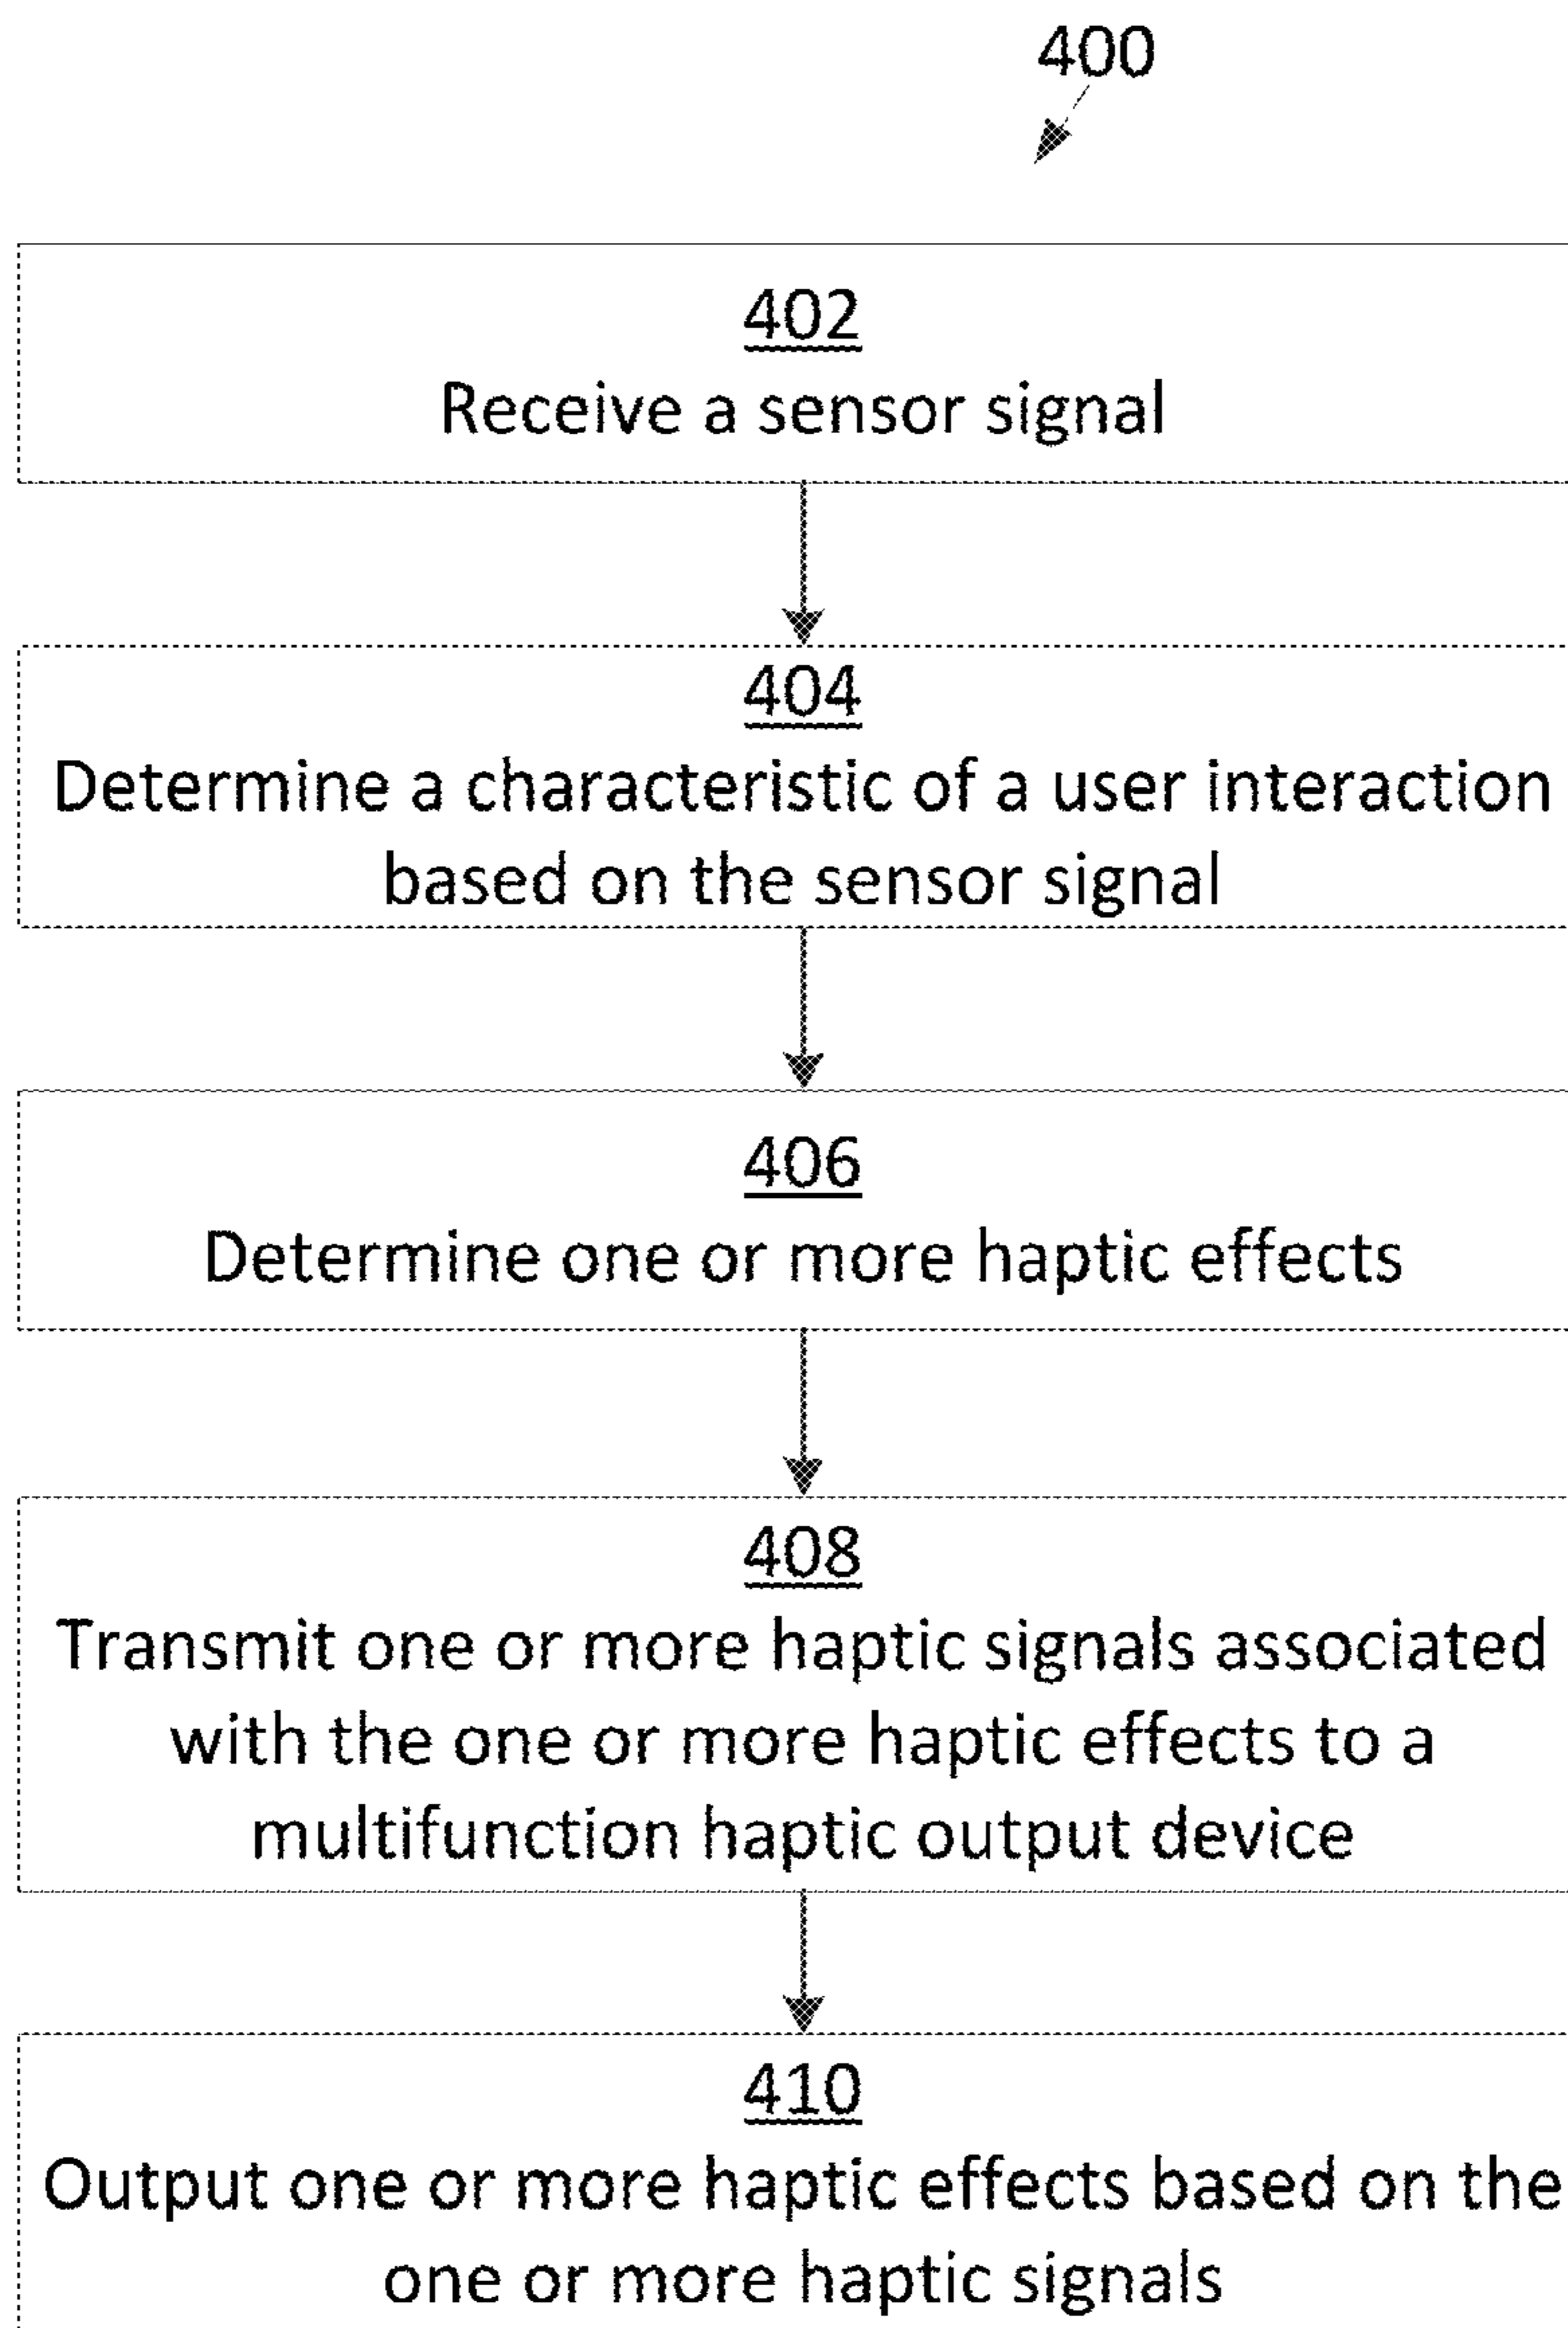 400
402
Receive a sensor signal
404
Determine a characteristic of a user interaction
based on the sensor signal
406
Determine one or more haptic effects
408
Transmit one or more haptic signals associated
with the one or more haptic effects to a
multifunction haptic output device
410
Output one or more haptic effects based on the
one or more haptic signals